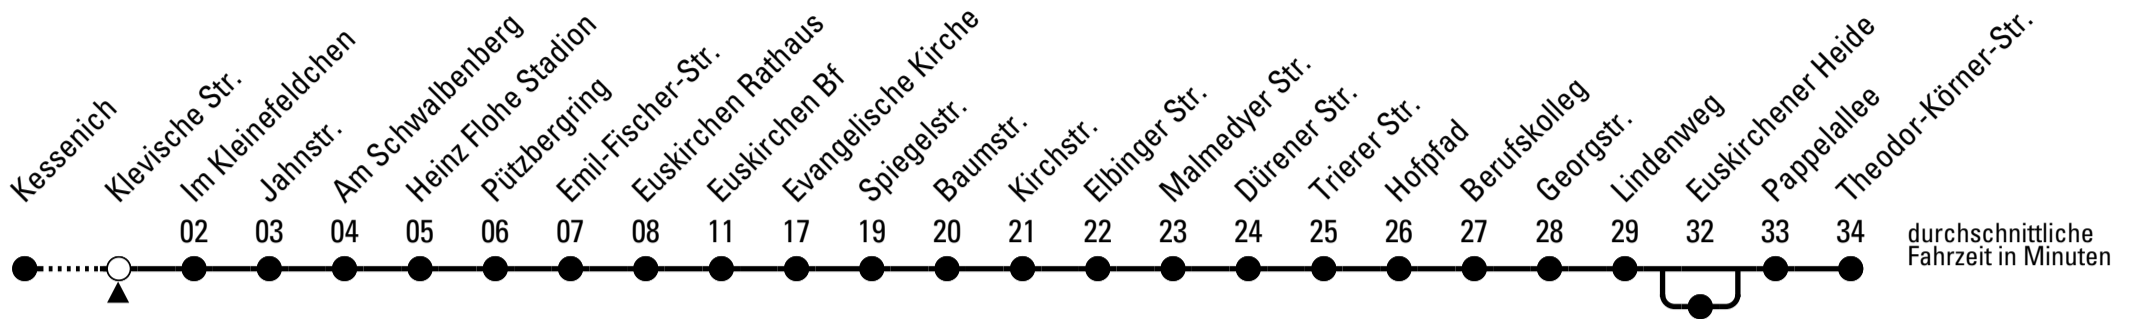 Kessenich
Klevische Str.
Im Kleinefeldchen
Jahnstr.
Am Schwalbenberg
Heinz Flohe Stadion
Pützbergring
Emil-Fischer-Str.
Euskirchen Rathaus
Euskirchen Bf
Evangelische Kirche
Spiegelstr.
Baumstr.
Kirchstr.
Elbinger Str.
Malmedyer Str.
Dürener Str.
Trierer Str.
Hofpfad
Berufskolleg
Georgstr.
Lindenweg
Euskirchener Heide
Pappelallee
Theodor-Körner-Str.
02 03 04 05 06 07 08 11 17 19 20 21 22 23 24 25 26 27 28 29 32 33 34
durchschnittliche
Fahrzeit in Minuten